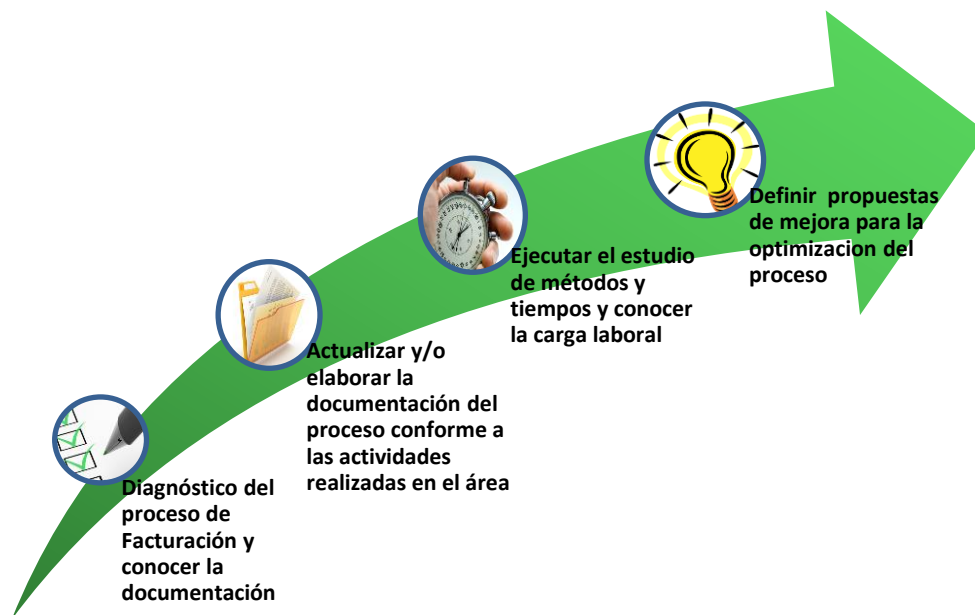 Diagnóstico del
proceso de
Facturación y
conocer la
documentación
Actualizar y/o
elaborar la
documentación del
proceso conforme a
las actividades
realizadas en el área
Ejecutar el estudio
de métodos y
tiempos y conocer
la carga laboral
Definir propuestas
de mejora para la
optimizacion del
proceso